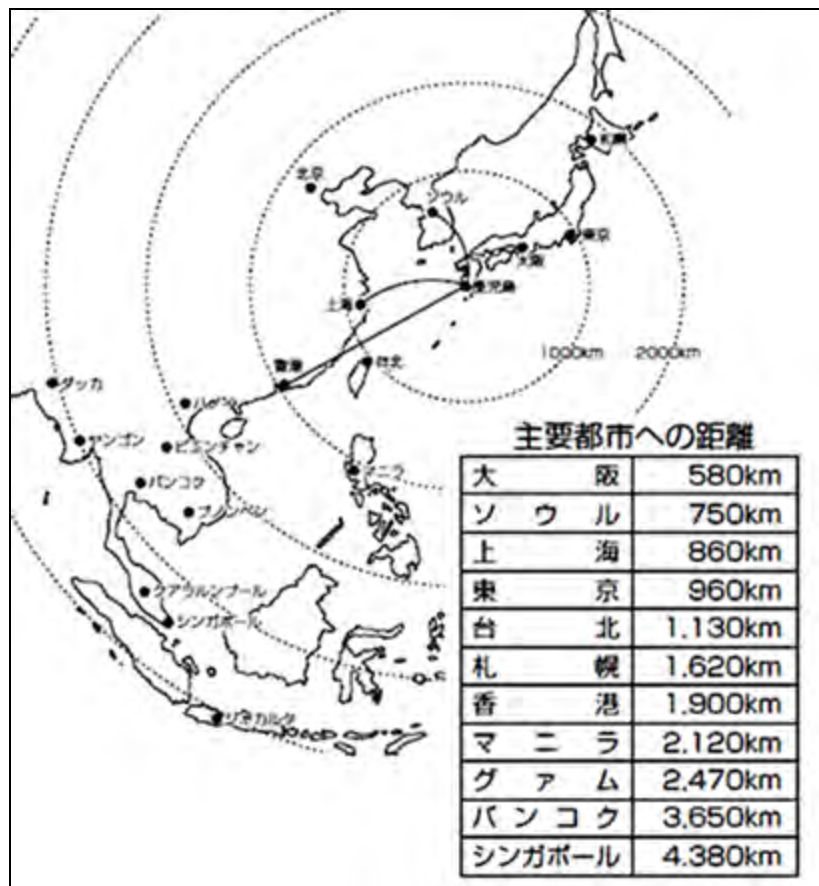 札幌
北京
ソウル
東京
大阪
鹿児島
上海
香港
台北
1000km 2000km
ダッカ
ハノイ
ヤンゴン
ビエンチャン
バンコク
マニラ
プノンペン
クアラルンプール
シンガポール
ジャカルタ
主要都市への距離
大阪 580km
ソウル 750km
上海 860km
東京 960km
台北 1.130km
札幌 1.620km
香港 1.900km
マニラ 2.120km
グァム 2.470km
バンコク 3.650km
シンガポール 4.380km